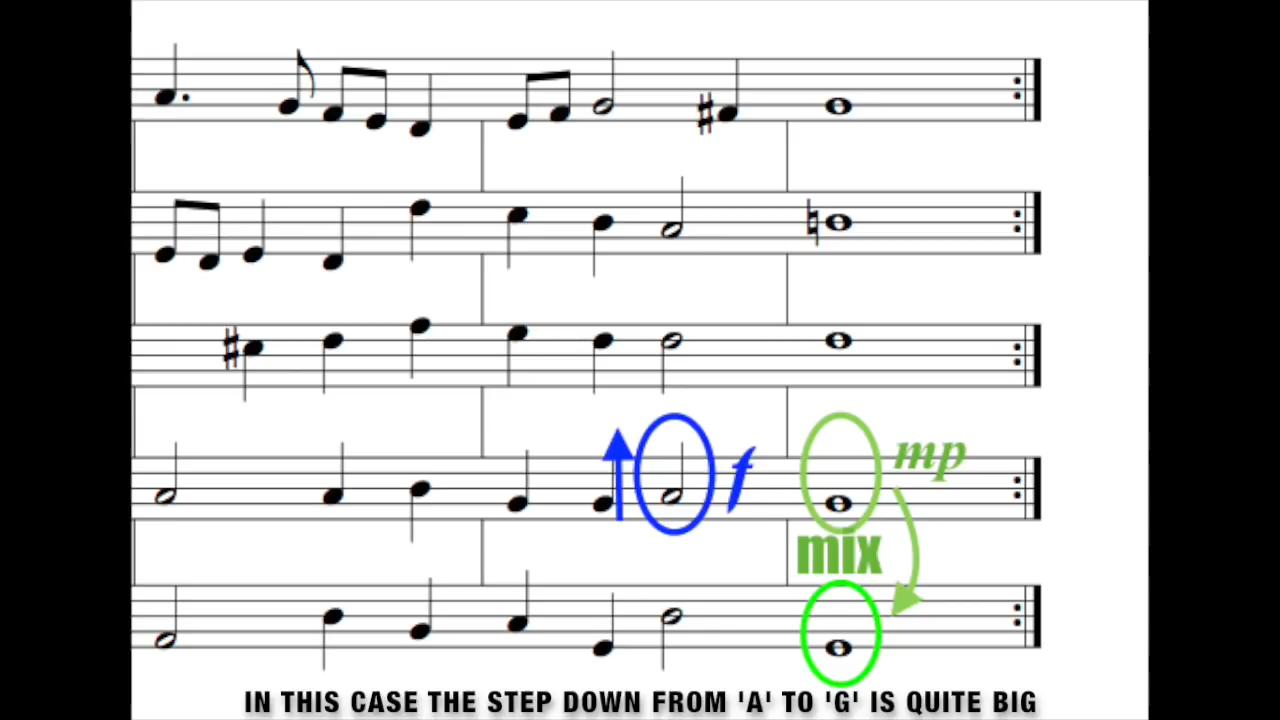 f
mp
mix
IN THIS CASE THE STEP DOWN FROM 'A' TO 'G' IS QUITE BIG